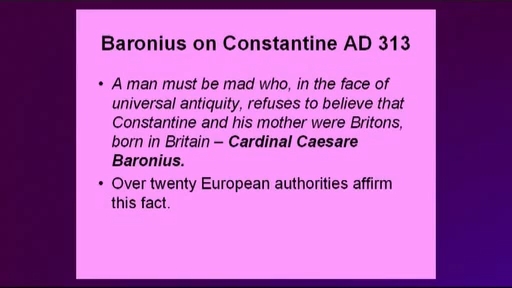 Baronius on Constantine AD 313
• A man must be mad who, in the face of
universal antiquity, refuses to believe that
Constantine and his mother were Britons,
born in Britain – Cardinal Caesare
Baronius.
• Over twenty European authorities affirm
this fact.